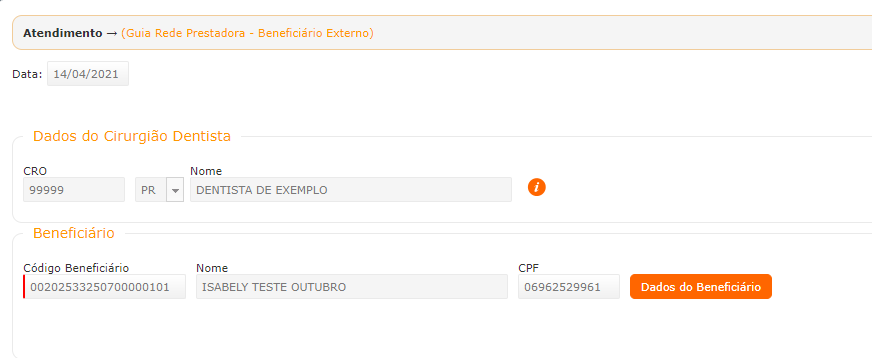 Atendimento → (Guia Rede Prestadora - Beneficiário Externo)
Data: 14/04/2021
Dados do Cirurgião Dentista
CRO Nome
99999 PR DENTISTA DE EXEMPLO i
Beneficiário
Código Beneficiário Nome CPF
00202533250700000101 ISABELY TESTE OUTUBRO 06962529961 Dados do Beneficiário